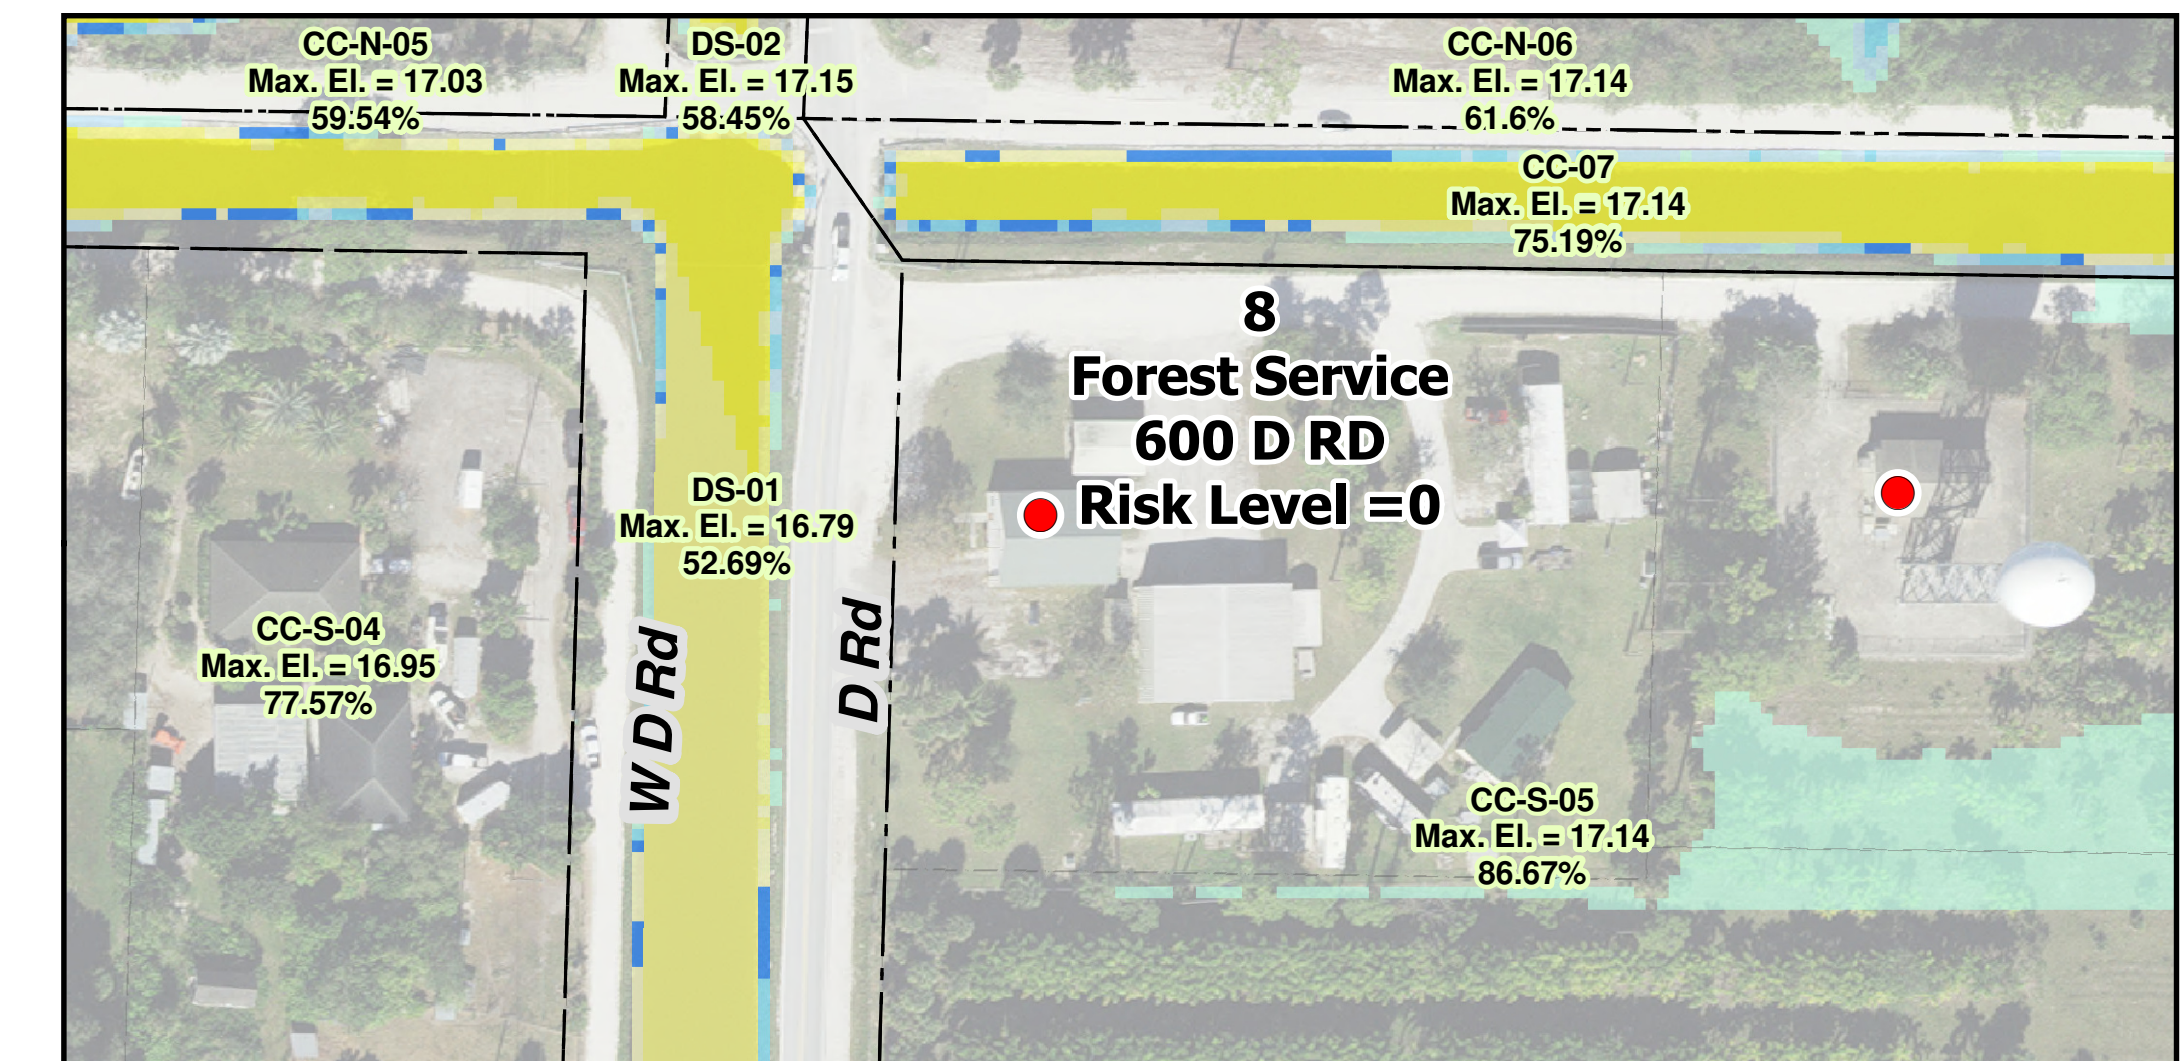 CC-N-05
Max. El. = 17.03
59.54%
DS-02
Max. El. = 17.15
58.45%
CC-N-06
Max. El. = 17.14
61.6%
CC-07
Max. El. = 17.14
75.19%
8
Forest Service
600 D RD
Risk Level =0
DS-01
Max. El. = 16.79
52.69%
CC-S-04
Max. El. = 16.95
77.57%
W D Rd
D Rd
CC-S-05
Max. El. = 17.14
86.67%